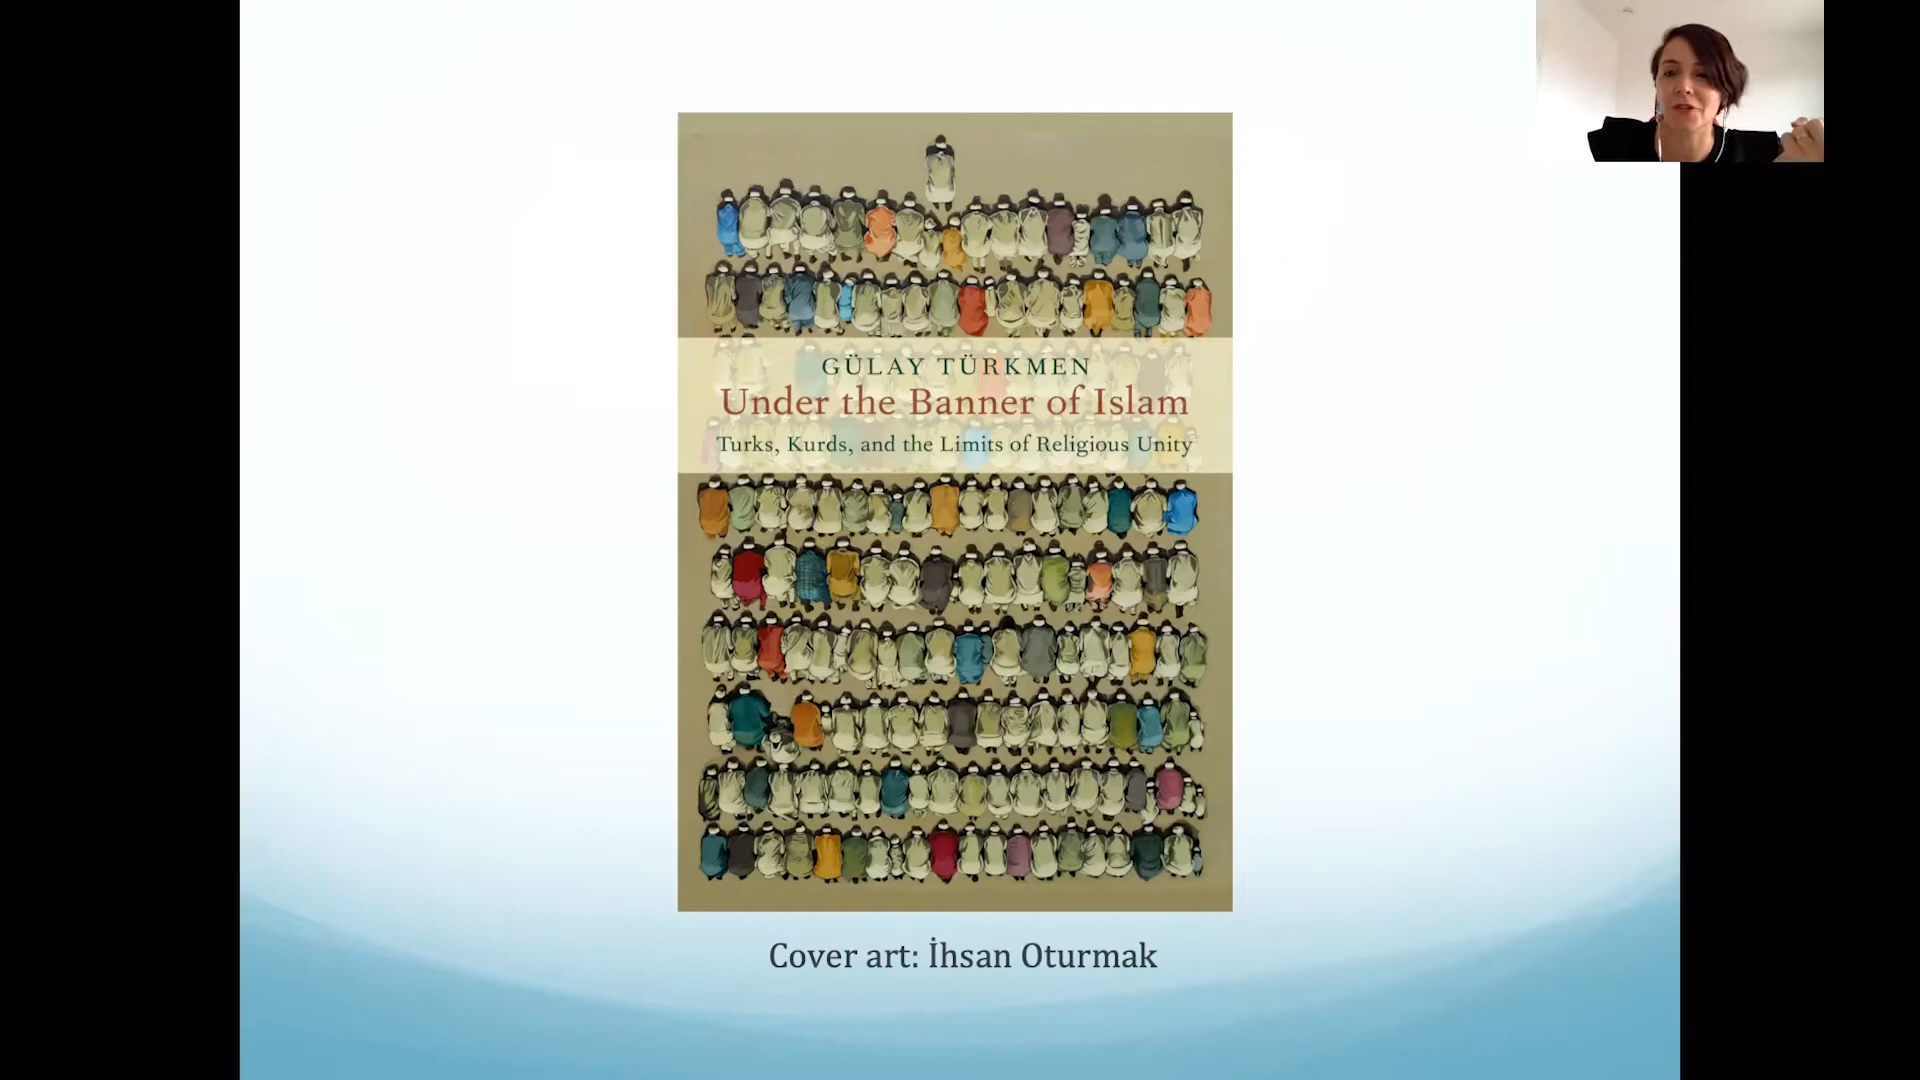 GÜLAY TÜRKMEN
Under the Banner of Islam
Turks, Kurds, and the Limits of Religious Unity
Cover art: İhsan Oturmak